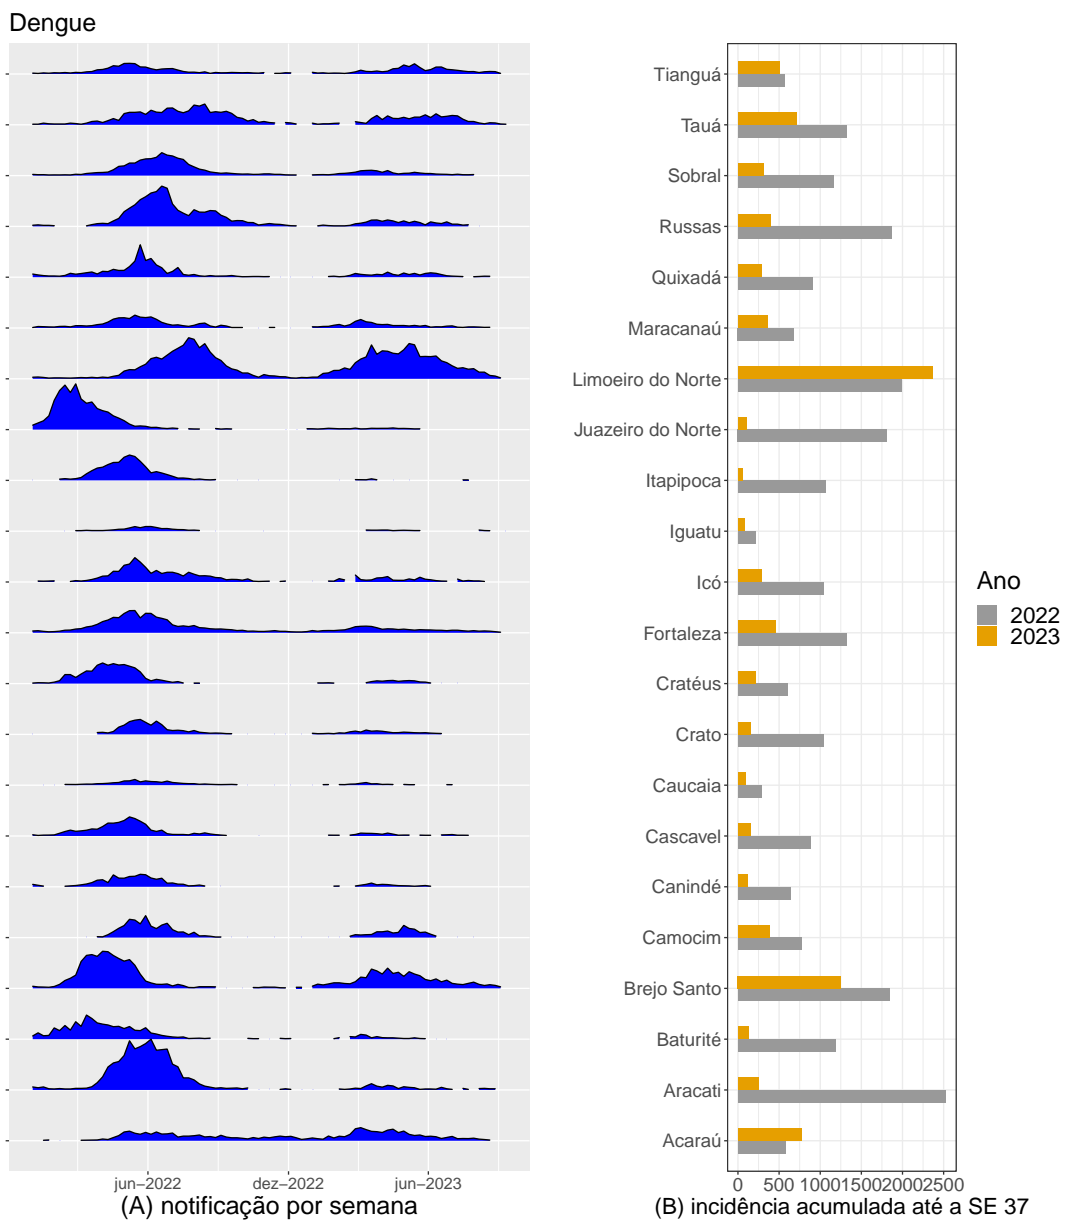 Dengue
Tianguá
Tauá
Sobral
Russas
Quixadá
Maracanaú
Limoeiro do Norte
Juazeiro do Norte
Itapipoca
Iguatu
Icó
Fortaleza
Cratéus
Crato
Caucaia
Cascavel
Canindé
Camocim
Brejo Santo
Baturité
Aracati
Acaraú
Ano
2022
2023
jun−2022 dez−2022 jun−2023
0 500 1000 1500 2000 2500
(A) notificação por semana
(B) incidência acumulada até a SE 37